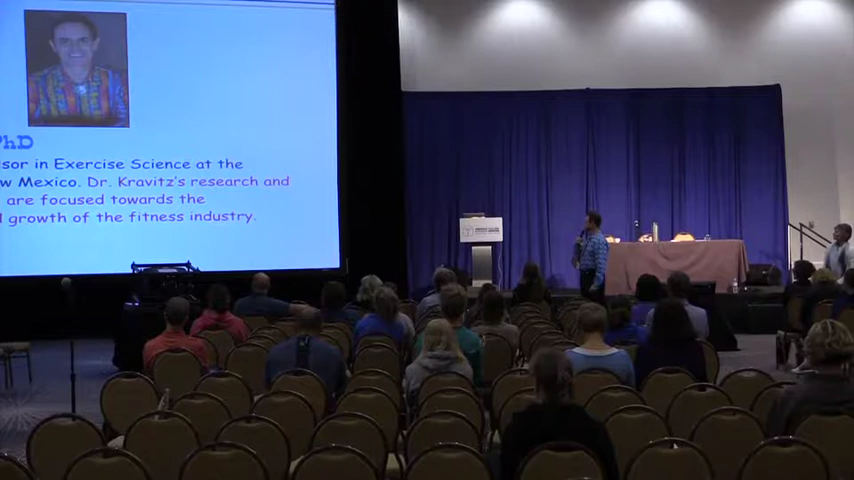 PhD
sor in Exercise Science at the
w Mexico. Dr. Kravitz's research and
are focused towards the
growth of the fitness industry.